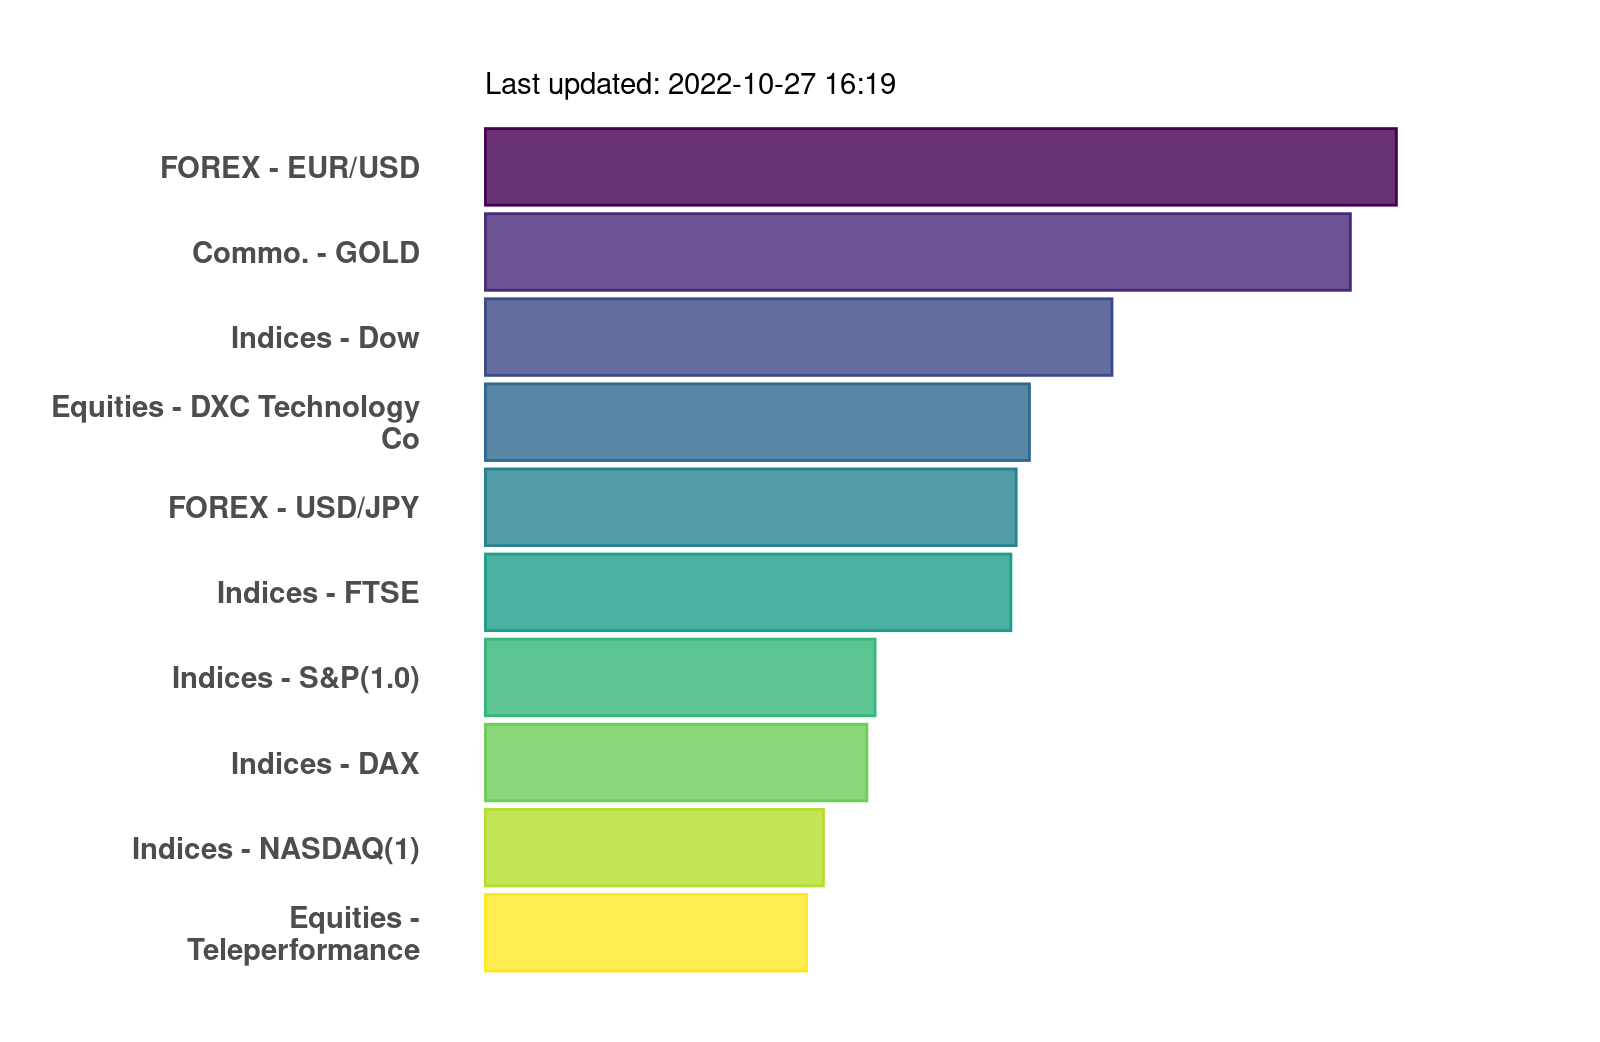 Last updated: 2022-10-27 16:19
FOREX - EUR/USD
Commo. - GOLD
Indices - Dow
Equities - DXC Technology
Co
FOREX - USD/JPY
Indices - FTSE
Indices - S&P(1.0)
Indices - DAX
Indices - NASDAQ(1)
Equities -
Teleperformance